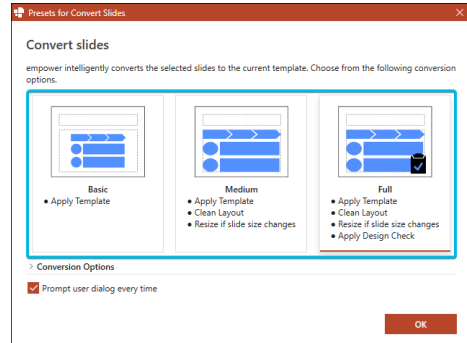 Presets for Convert Slides
Convert slides
empower intelligently converts the selected slides to the current template. Choose from the following conversion
options.
Basic
• Apply Template
Medium
• Apply Template
• Clean Layout
• Resize if slide size changes
Full
• Apply Template
• Clean Layout
• Resize if slide size changes
• Apply Design Check
Conversion Options
Prompt user dialog every time
OK